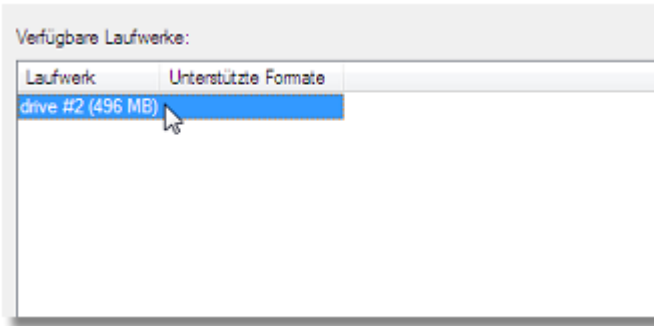 Verfügbare Laufwerke:
Laufwerk Unterstützte Formate
drive #2 (496 MB)